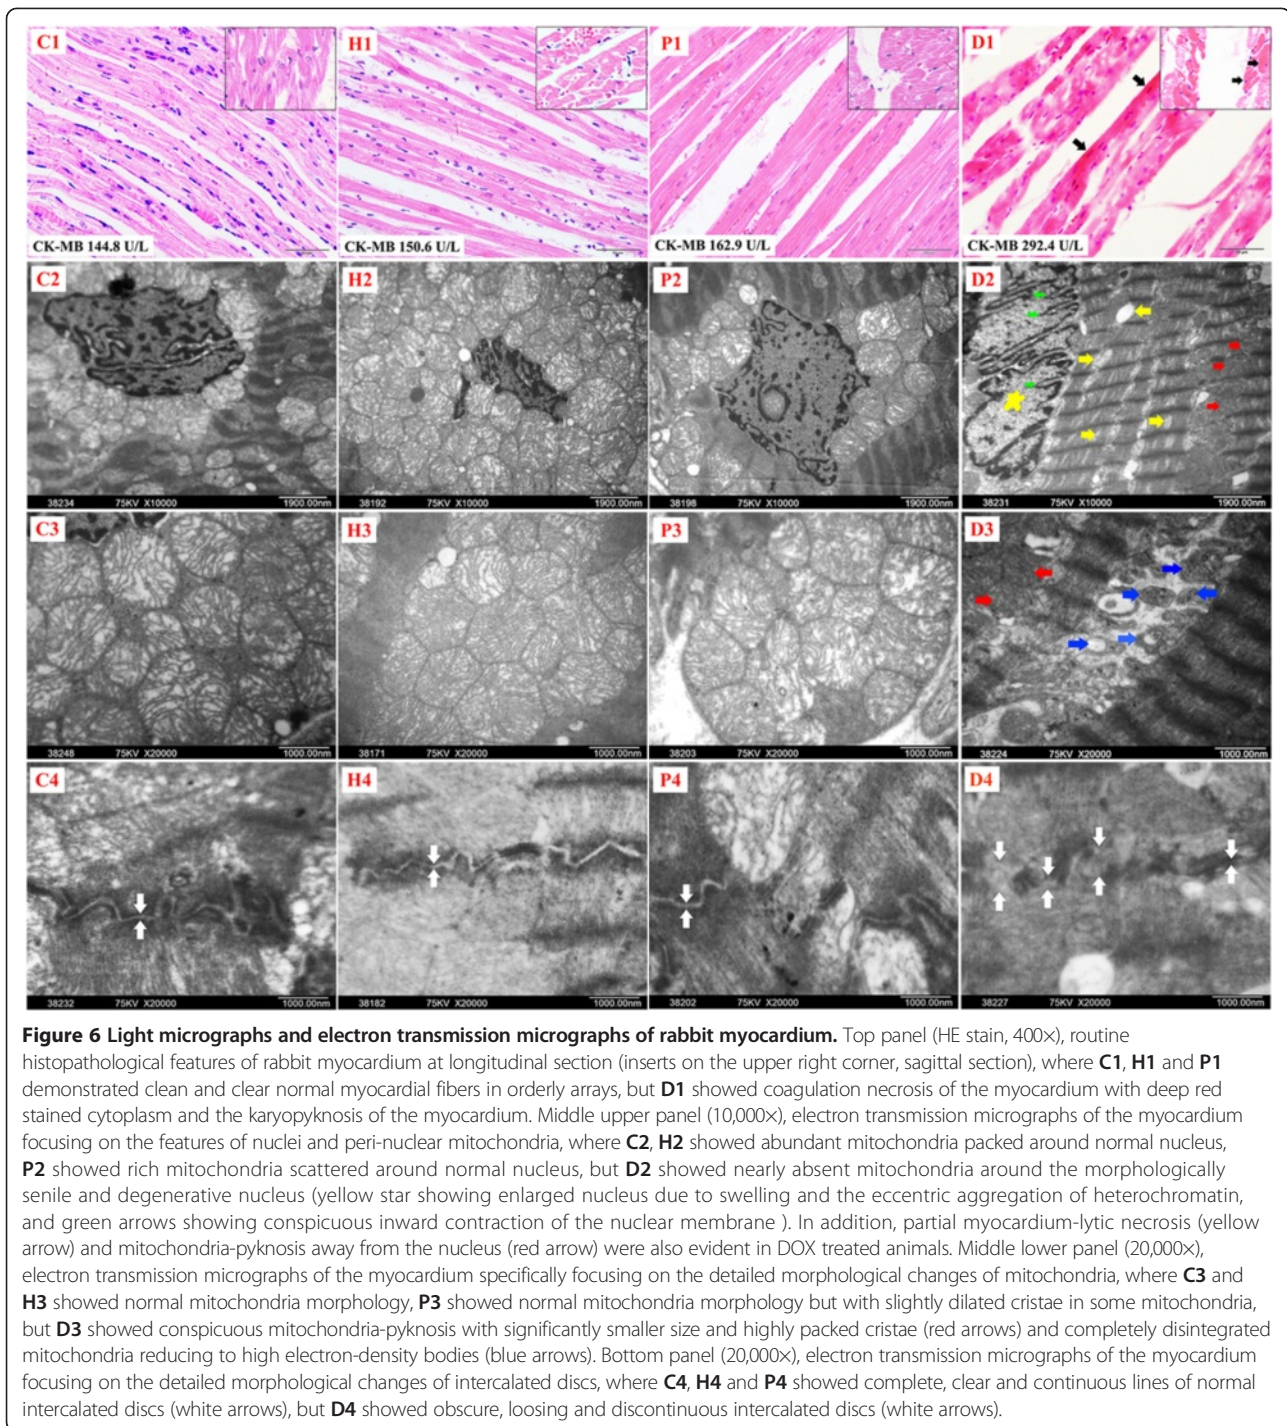 C1 H1 P1 D1
CK-MB 144.8 U/L CK-MB 150.6 U/L CK-MB 162.9 U/L CK-MB 292.4 U/L
C2 H2 P2 D2
38234 75KV X10000 1900.00nm 38192 75KV X10000 1900.00nm 38198 75KV X10000 1900.00nm 38231 75KV X10000 1900.00nm
C3 H3 P3 D3
38248 75KV X20000 1000.00nm 38171 75KV X20000 1000.00nm 38203 75KV X20000 1000.00nm 38224 75KV X20000 1000.00nm
C4 H4 P4 D4
38232 75KV X20000 1000.00nm 38182 75KV X20000 1000.00nm 38202 75KV X20000 1000.00nm 38227 75KV X20000 1000.00nm
Figure 6 Light micrographs and electron transmission micrographs of rabbit myocardium. Top panel (HE stain, 400×), routine
histopathological features of rabbit myocardium at longitudinal section (inserts on the upper right corner, sagittal section), where C1, H1 and P1
demonstrated clean and clear normal myocardial fibers in orderly arrays, but D1 showed coagulation necrosis of the myocardium with deep red
stained cytoplasm and the karyopyknosis of the myocardium. Middle upper panel (10,000×), electron transmission micrographs of the myocardium
focusing on the features of nuclei and peri-nuclear mitochondria, where C2, H2 showed abundant mitochondria packed around normal nucleus,
P2 showed rich mitochondria scattered around normal nucleus, but D2 showed nearly absent mitochondria around the morphologically
senile and degenerative nucleus (yellow star showing enlarged nucleus due to swelling and the eccentric aggregation of heterochromatin,
and green arrows showing conspicuous inward contraction of the nuclear membrane ). In addition, partial myocardium-lytic necrosis (yellow
arrow) and mitochondria-pyknosis away from the nucleus (red arrow) were also evident in DOX treated animals. Middle lower panel (20,000×),
electron transmission micrographs of the myocardium specifically focusing on the detailed morphological changes of mitochondria, where C3 and
H3 showed normal mitochondria morphology, P3 showed normal mitochondria morphology but with slightly dilated cristae in some mitochondria,
but D3 showed conspicuous mitochondria-pyknosis with significantly smaller size and highly packed cristae (red arrows) and completely disintegrated
mitochondria reducing to high electron-density bodies (blue arrows). Bottom panel (20,000×), electron transmission micrographs of the myocardium
focusing on the detailed morphological changes of intercalated discs, where C4, H4 and P4 showed complete, clear and continuous lines of normal
intercalated discs (white arrows), but D4 showed obscure, loosing and discontinuous intercalated discs (white arrows).